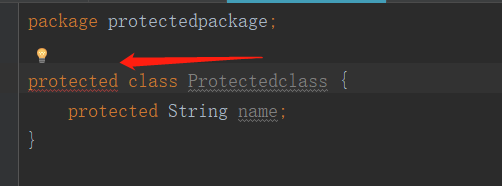 package protectedpackage;
protected class Protectedclass {
protected String name;
}